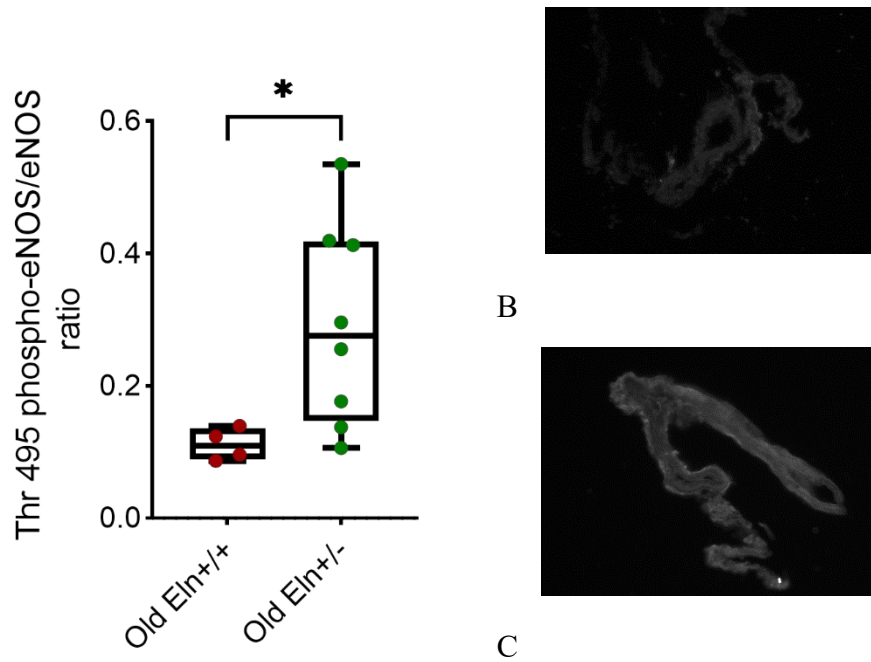 Thr 495 phospho-eNOS/eNOS
ratio
*
0.6
0.4
0.2
0.0
Old Eln+/+
Old Eln+/-
B
C